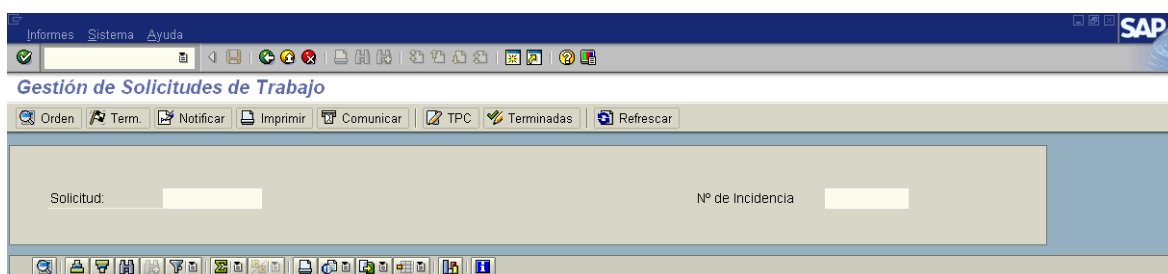 Informes Sistema Ayuda
SAP
Gestión de Solicitudes de Trabajo
Orden Term. Notificar Imprimir Comunicar TPC Terminadas Refrescar
Solicitud: Nº de Incidencia